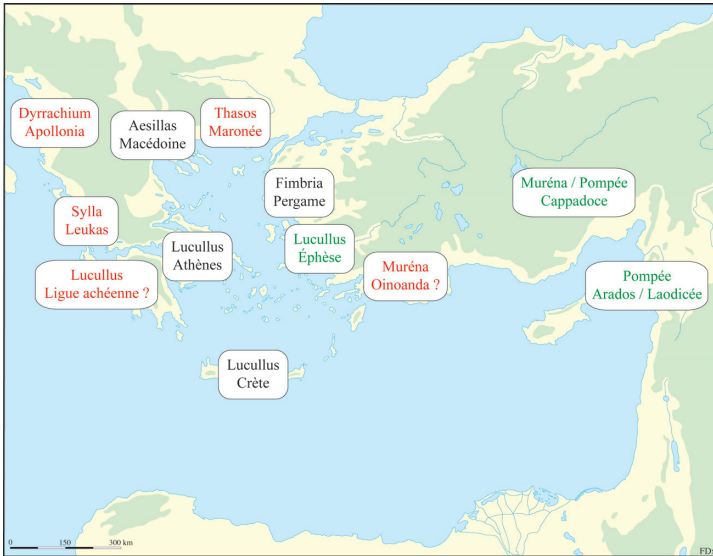 Dyrrachium
Apollonia
Aesillas
Macédoine
Thasos
Maronée
Fimbria
Pergame
Muréna / Pompée
Cappadoce
Sylla
Leukas
Lucullus
Athènes
Lucullus
Éphèse
Lucullus
Ligue achéenne ?
Muréna
Oinoanda ?
Pompée
Arados / Laodicée
Lucullus
Crète
0 150 300 km